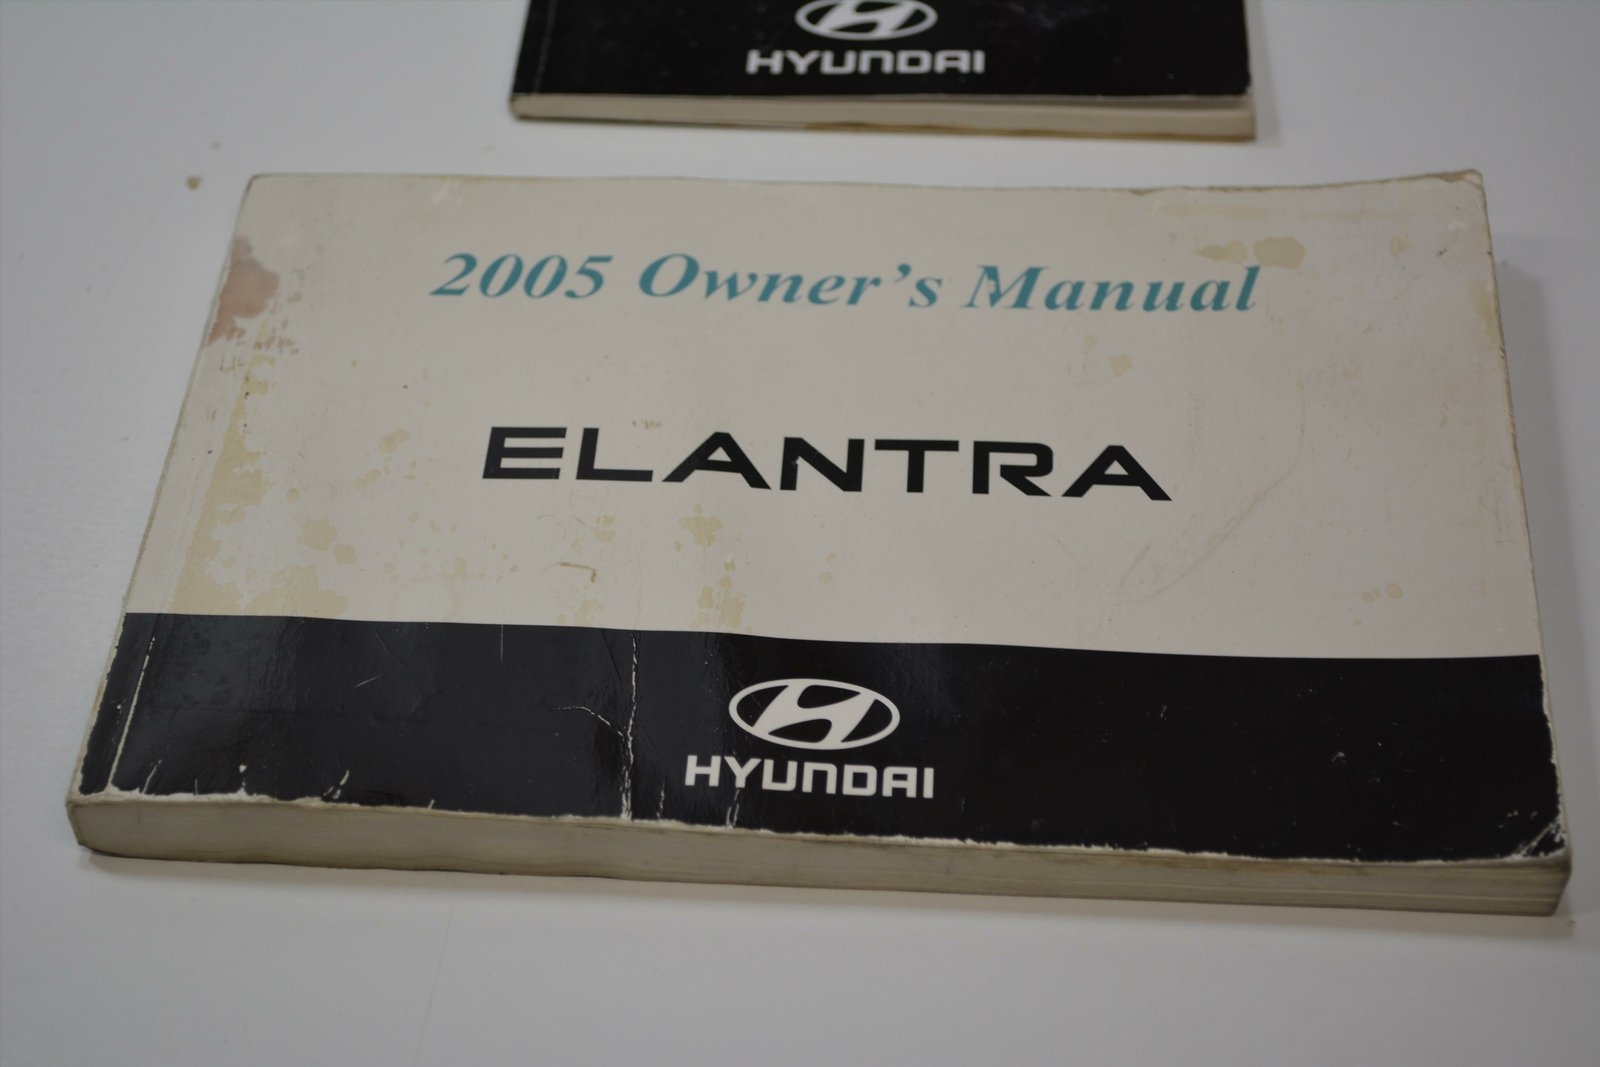 HYUNDAI
2005 Owner's Manual
ELANTRA
HYUNDAI